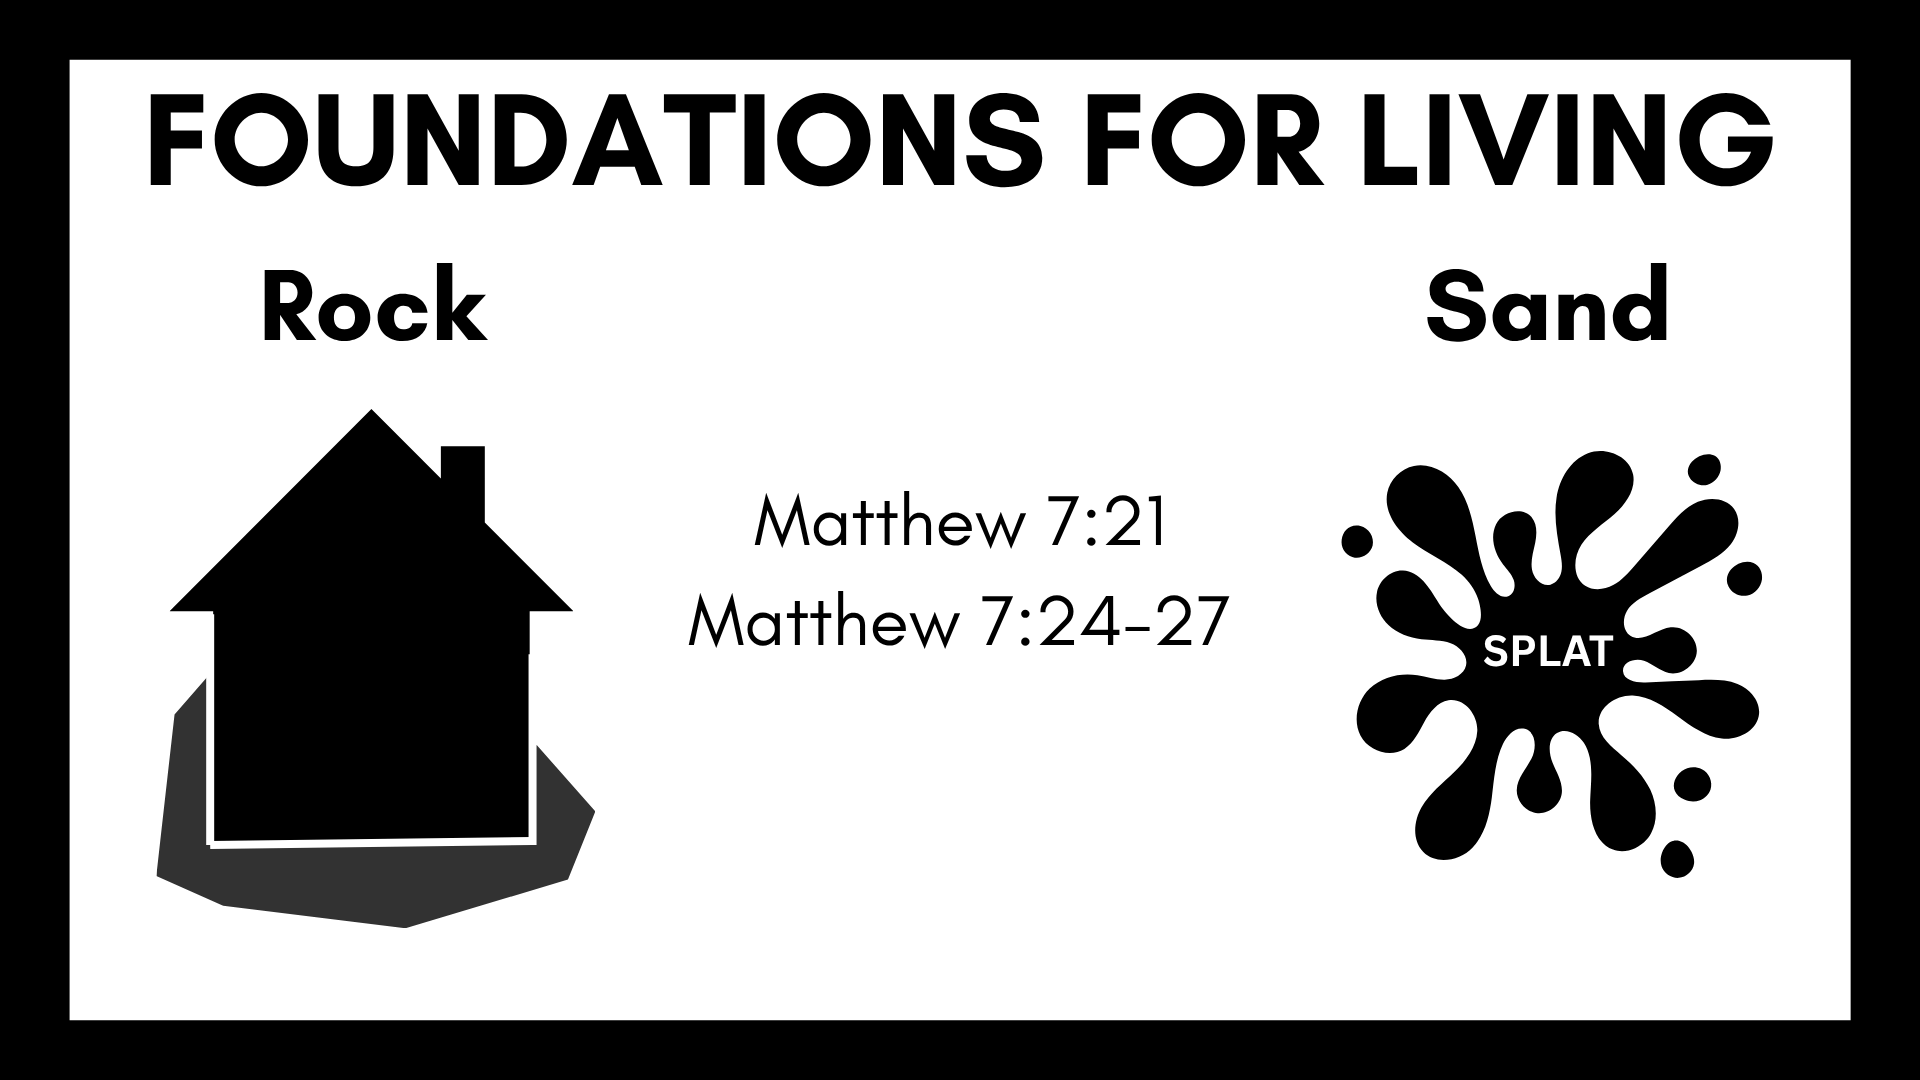 FOUNDATIONS FOR LIVING
Rock
Sand
Matthew 7:21
Matthew 7:24-27
SPLAT